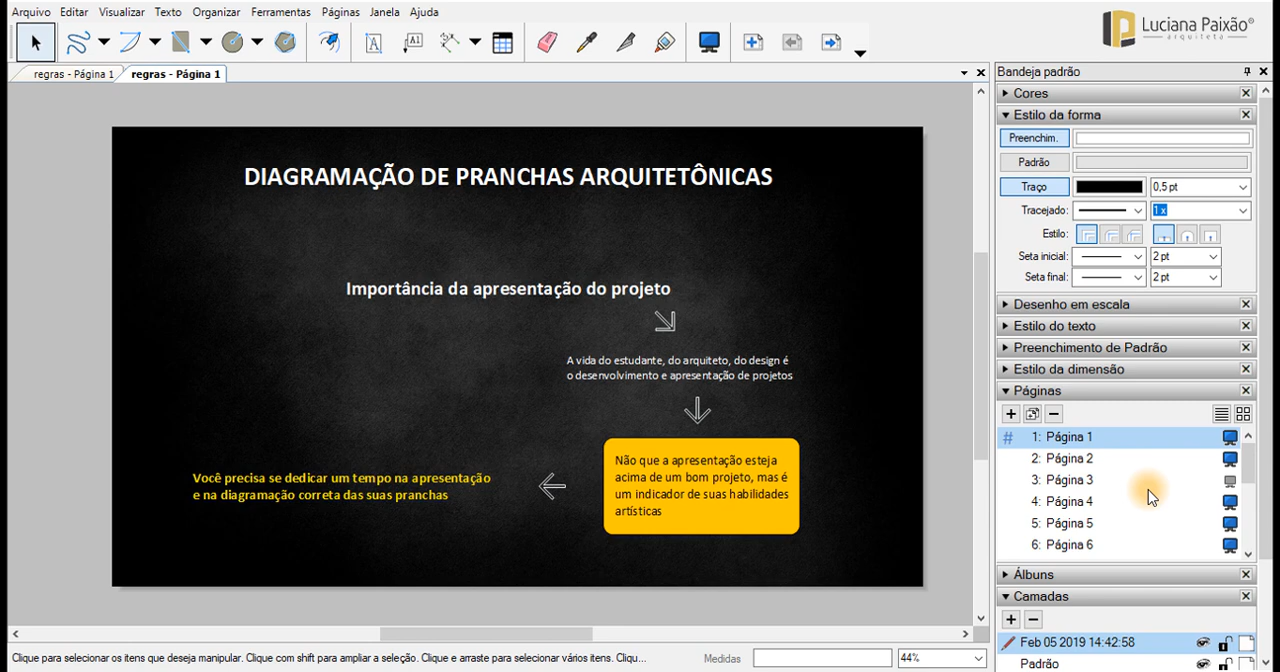 Arquivo Editar Visualizar Texto Organizar Ferramentas Páginas Janela Ajuda
Luciana Paixão®
arquiteta
regras - Página 1
regras - Página 1
DIAGRAMAÇÃO DE PRANCHAS ARQUITETÔNICAS
Importância da apresentação do projeto
A vida do estudante, do arquiteto, do design é
o desenvolvimento e apresentação de projetos
Não que a apresentação esteja
acima de um bom projeto, mas é
um indicador de suas habilidades
artísticas
Você precisa se dedicar um tempo na apresentação
e na diagramação correta das suas pranchas
Bandeja padrão
Cores
Estilo da forma
Preenchim.
Padrão
Traço 0,5 pt
Tracejado: 1 x
Estilo:
Seta inicial: 2 pt
Seta final: 2 pt
Desenho em escala
Estilo do texto
Preenchimento de Padrão
Estilo da dimensão
Páginas
# 1: Página 1
2: Página 2
3: Página 3
4: Página 4
5: Página 5
6: Página 6
Álbuns
Camadas
Feb 05 2019 14:42:58
Padrão
Clique para selecionar os itens que deseja manipular. Clique com shift para ampliar a seleção. Clique e arraste para selecionar vários itens. Cliqu...
Medidas
44%